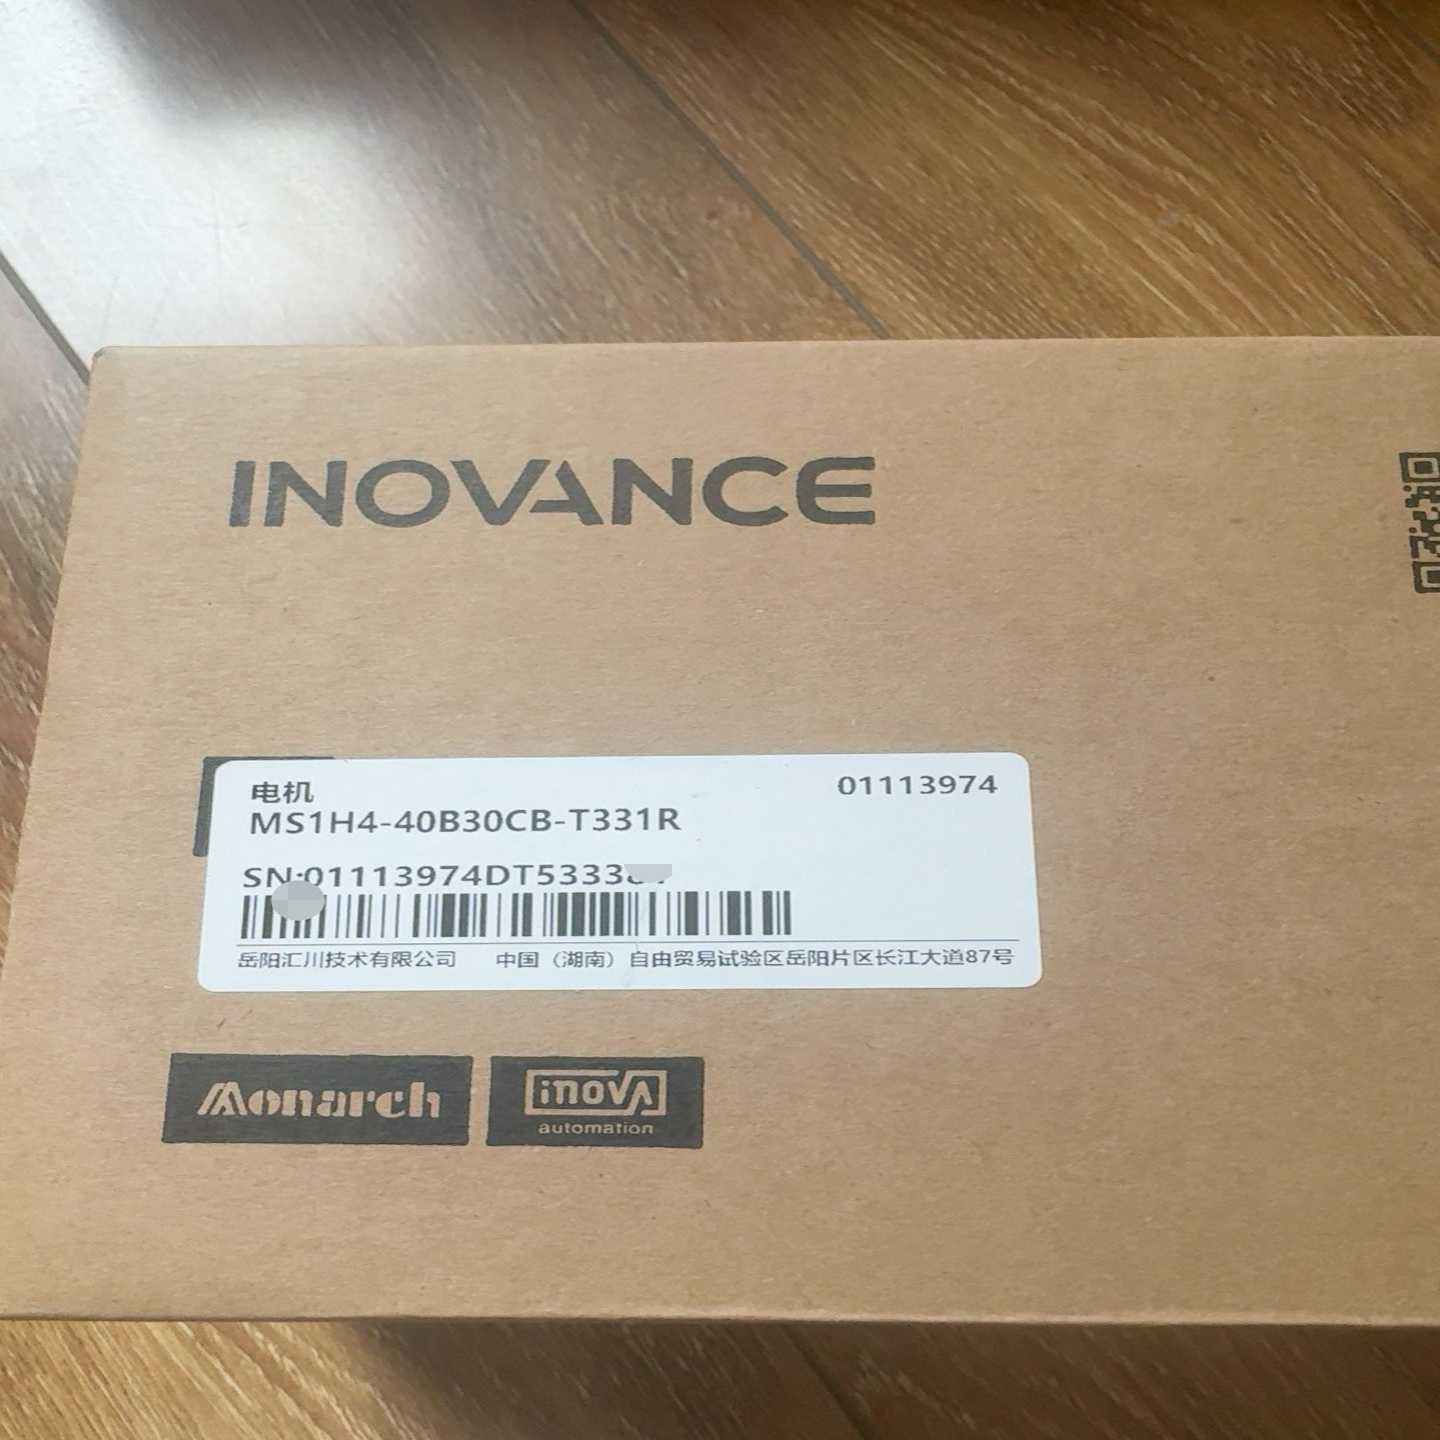 INOVANCE
电机
01113974
MS1H4-40B30CB-T331R
SN:01113974DT5333
岳阳汇川技术有限公司 中国（湖南）自由贸易试验区岳阳片区长江大道87号
Monarch
inova
automation